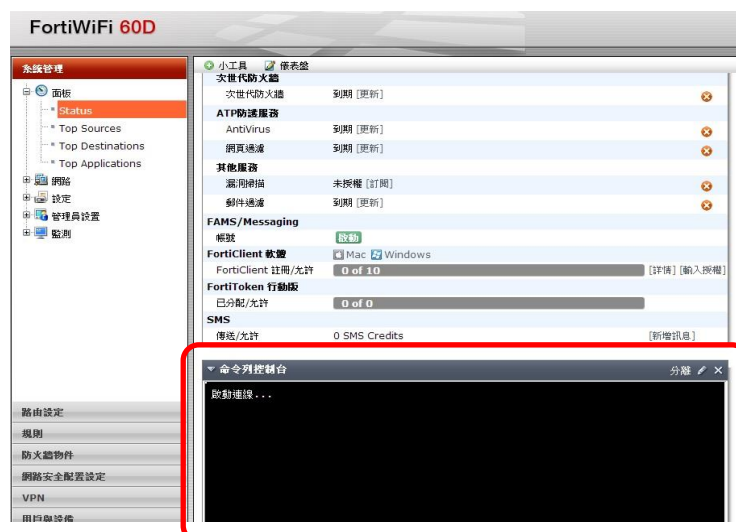 FortiWiFi 60D
系統管理
面板
Status
Top Sources
Top Destinations
Top Applications
網路
設定
管理員設置
監測
路由設定
規則
防火牆物件
網路安全配置設定
VPN
用戶與設備
小工具 儀表盤
次世代防火牆
次世代防火牆 到期 [更新]
ATP防護服務
AntiVirus 到期 [更新]
網頁過濾 到期 [更新]
其他服務
漏洞掃描 未授權 [訂閱]
郵件過濾 到期 [更新]
FAMS/Messaging
帳號 啟動
FortiClient 軟體 Mac Windows
FortiClient 註冊/允許 0 of 10 [詳情] [輸入授權]
FortiToken 行動版
已分配/允許 0 of 0
SMS
傳送/允許 0 SMS Credits [新增訊息]
命令列控制台 分離
啟動連線...